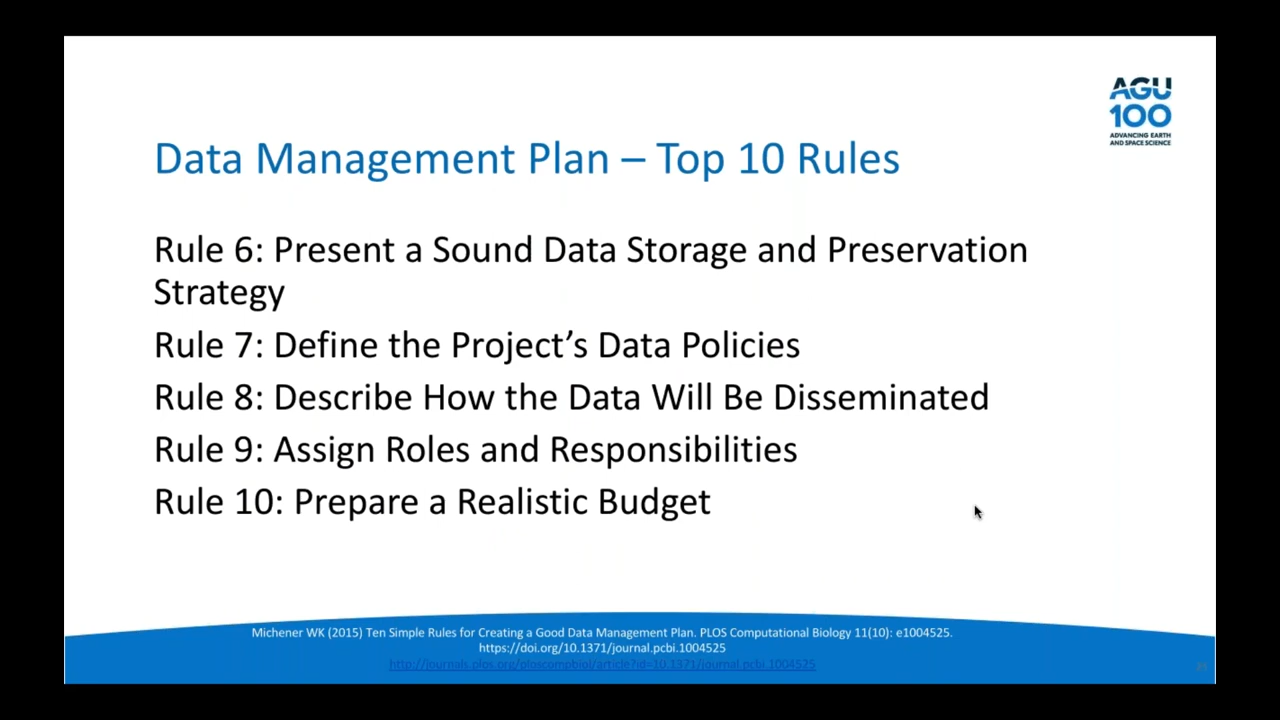 AGU
100
ADVANCING EARTH
AND SPACE SCIENCE
Data Management Plan – Top 10 Rules
Rule 6: Present a Sound Data Storage and Preservation
Strategy
Rule 7: Define the Project’s Data Policies
Rule 8: Describe How the Data Will Be Disseminated
Rule 9: Assign Roles and Responsibilities
Rule 10: Prepare a Realistic Budget
Michener WK (2015) Ten Simple Rules for Creating a Good Data Management Plan. PLOS Computational Biology 11(10): e1004525.
https://doi.org/10.1371/journal.pcbi.1004525
http://journals.plos.org/ploscompbiol/article?id=10.1371/journal.pcbi.1004525